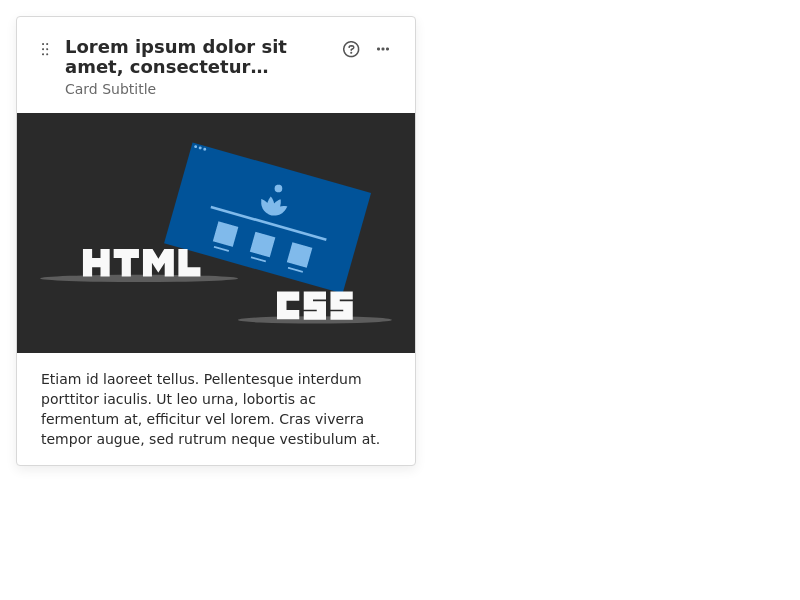 Lorem ipsum dolor sit
amet, consectetur…
Card Subtitle
HTML
CSS
Etiam id laoreet tellus. Pellentesque interdum
porttitor iaculis. Ut leo urna, lobortis ac
fermentum at, efficitur vel lorem. Cras viverra
tempor augue, sed rutrum neque vestibulum at.